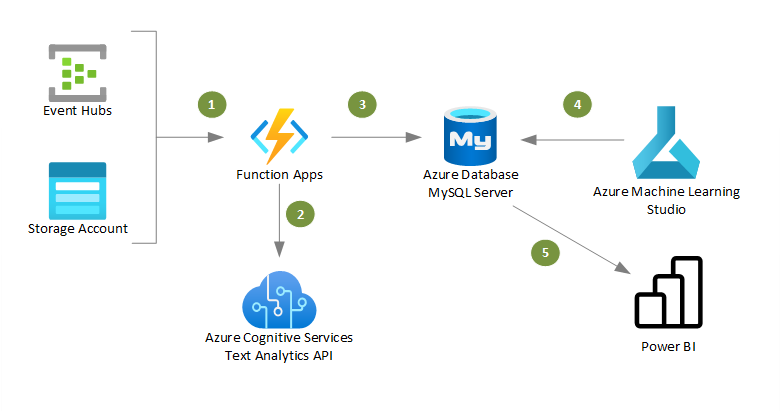 Event Hubs
Storage Account
1
Function Apps
2
Azure Cognitive Services
Text Analytics API
3
My
Azure Database
MySQL Server
4
Azure Machine Learning
Studio
5
Power BI